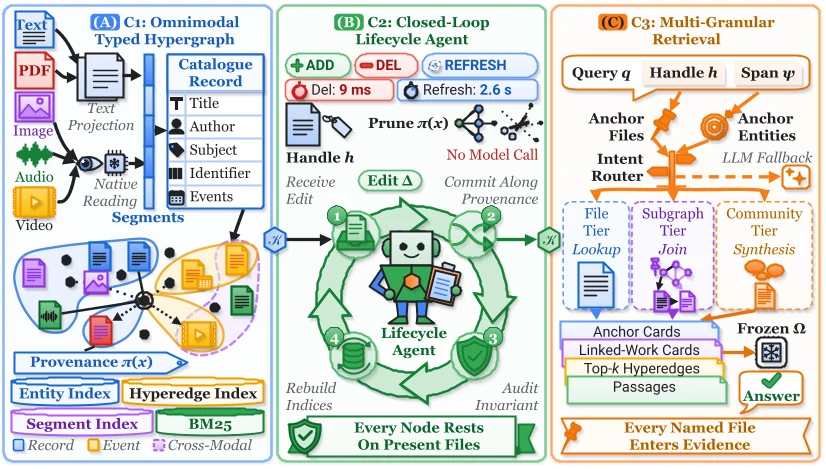 (A) C1: Omnimodal
Typed Hypergraph
Text
PDF
Image
Audio
Video
Text
Projection
Native
Reading
Segments
Catalogue
Record
Title
Author
Subject
Identifier
Events
Provenance π(x)
Entity Index
Hyperedge Index
Segment Index
BM25
Record
Event
Cross-Modal
K
(B) C2: Closed-Loop
Lifecycle Agent
+ ADD
DEL
REFRESH
Del: 9 ms
Refresh: 2.6 s
Handle h
Prune π(x)
No Model Call
Receive
Edit
Edit Δ
Commit Along
Provenance
1
2
3
4
Lifecycle
Agent
Rebuild
Indices
Audit
Invariant
Every Node Rests
On Present Files
K
(C) C3: Multi-Granular
Retrieval
Query q
Handle h
Span ψ
Anchor
Files
Anchor
Entities
Intent
Router
LLM Fallback
File
Tier
Lookup
Subgraph
Tier
Join
Community
Tier
Synthesis
Anchor Cards
Linked-Work Cards
Top-k Hyperedges
Passages
Frozen Ω
Answer
Every Named File
Enters Evidence